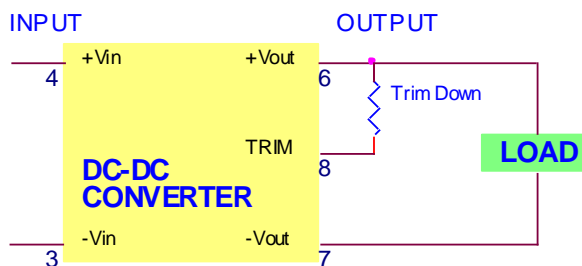 INPUT
OUTPUT
+Vin
+Vout
4
6
Trim Down
TRIM
8
LOAD
DC-DC
CONVERTER
-Vin
-Vout
3
7